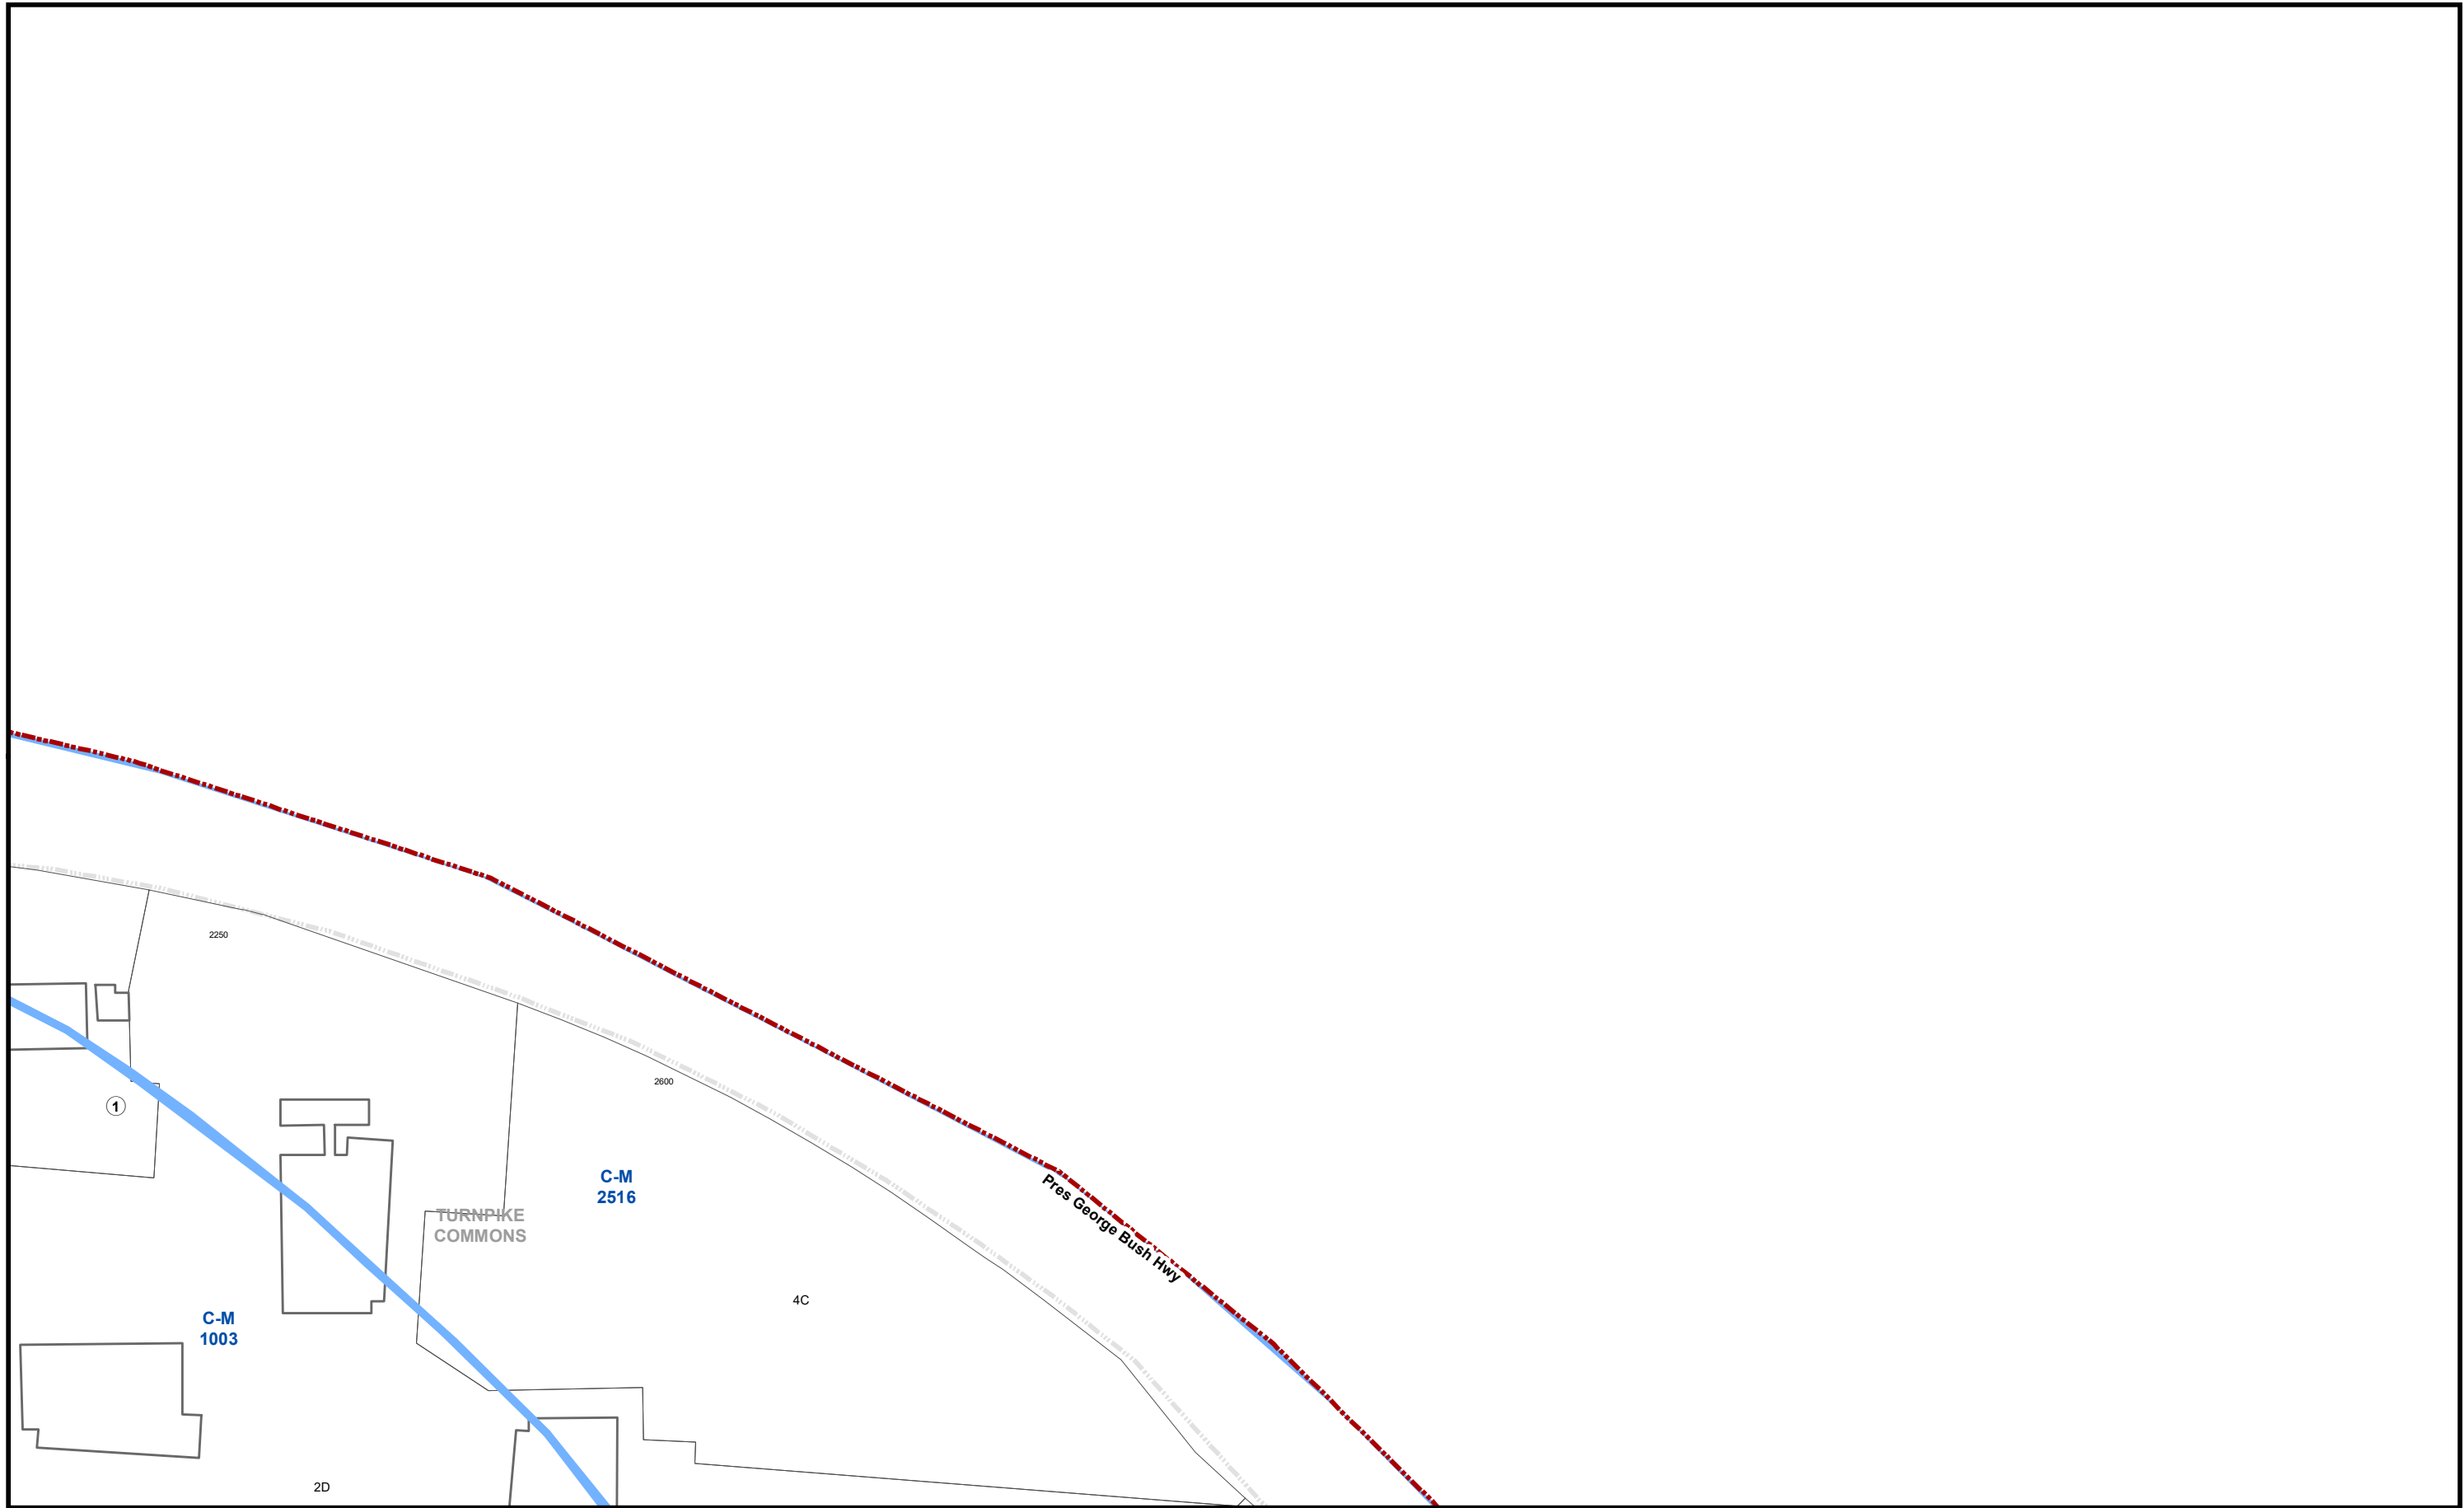 2250
2600
1
C-M
2516
Pres George Bush Hwy
TURNPIKE
COMMONS
4C
C-M
1003
2D